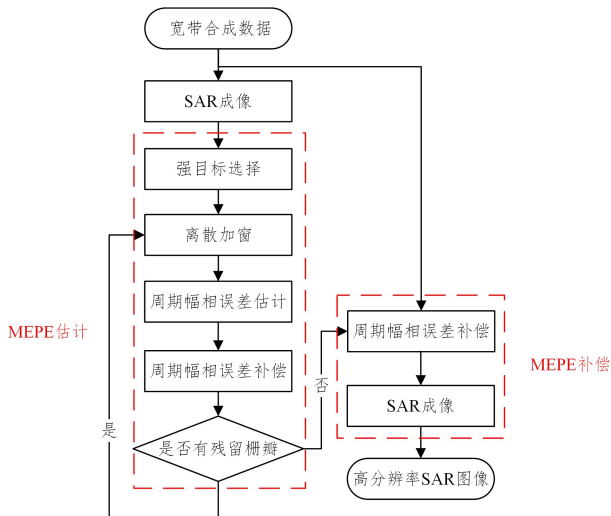 宽带合成数据
SAR成像
强目标选择
离散加窗
周期幅相误差估计
周期幅相误差补偿
是否有残留栅瓣
是
否
MEPE估计
周期幅相误差补偿
SAR成像
高分辨率SAR图像
MEPE补偿